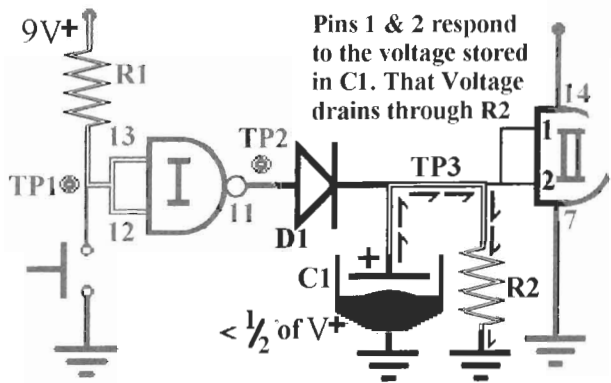 9V+
R1
Pins 1 & 2 respond
to the voltage stored
in C1. That Voltage
drains through R2
14
13
TP2
1
II
TP1
I
TP3
2
12
11
7
D1
C1
+
R2
< 1/2 of V+